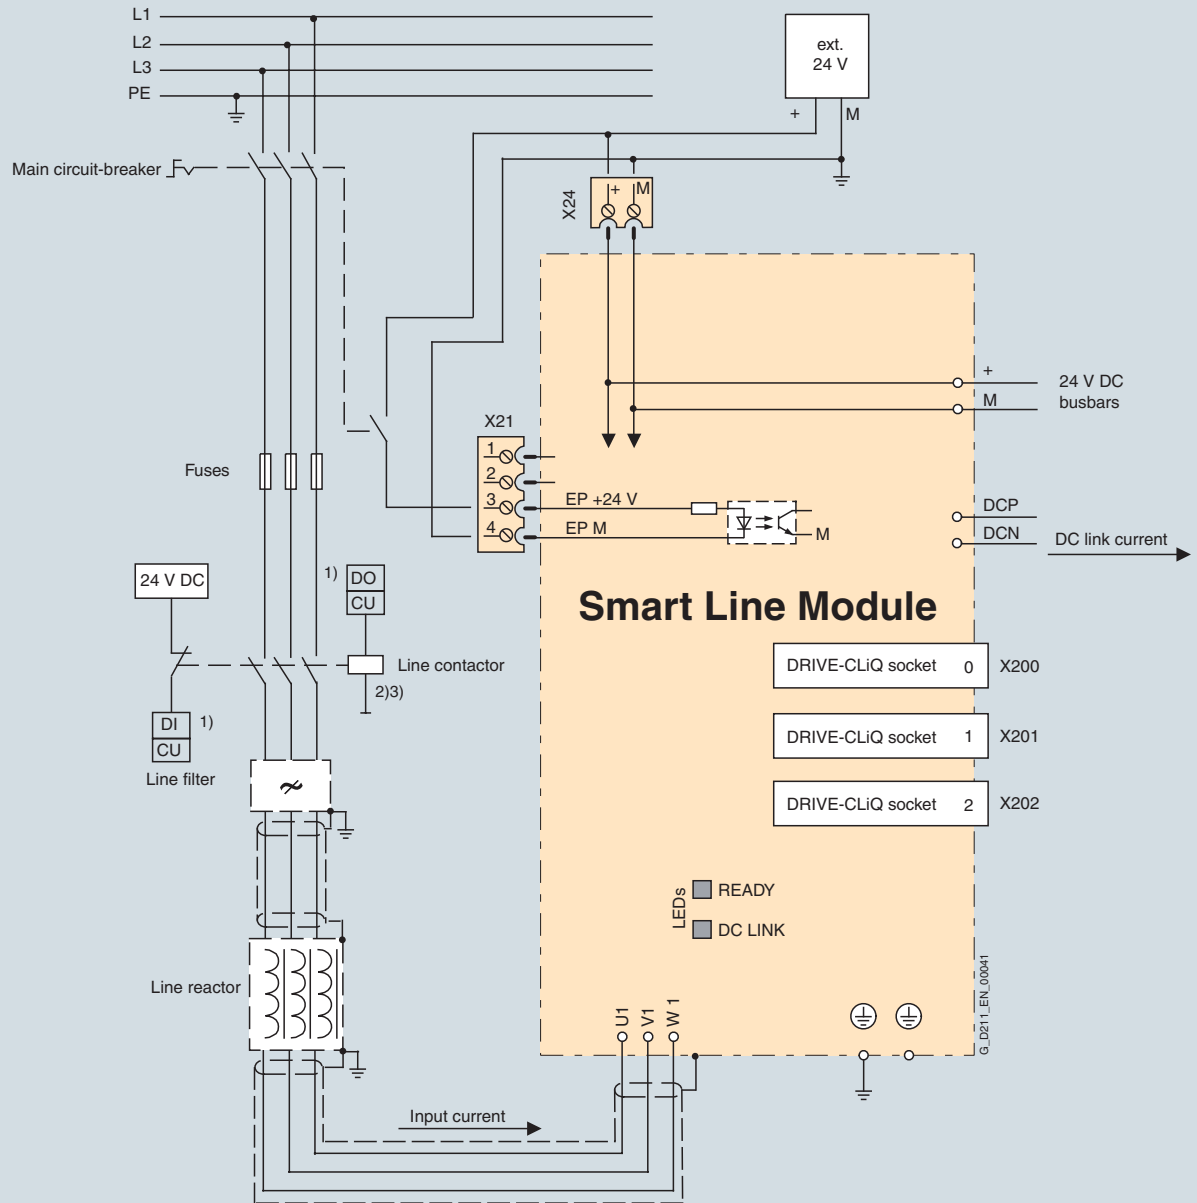 L1
L2
L3
PE
ext.
24 V
+ M
Main circuit-breaker
X24
+ M
+
M
24 V DC
busbars
X21
1
2
3
4
Fuses
EP +24 V
EP M
M
DCP
DCN
DC link current
24 V DC
1) DO
CU
Smart Line Module
Line contactor
2)3)
DI 1)
CU
Line filter
DRIVE-CLiQ socket 0 X200
DRIVE-CLiQ socket 1 X201
DRIVE-CLiQ socket 2 X202
LEDs
READY
DC LINK
Line reactor
U1
V1
W 1
G_D211_EN_00041
Input current